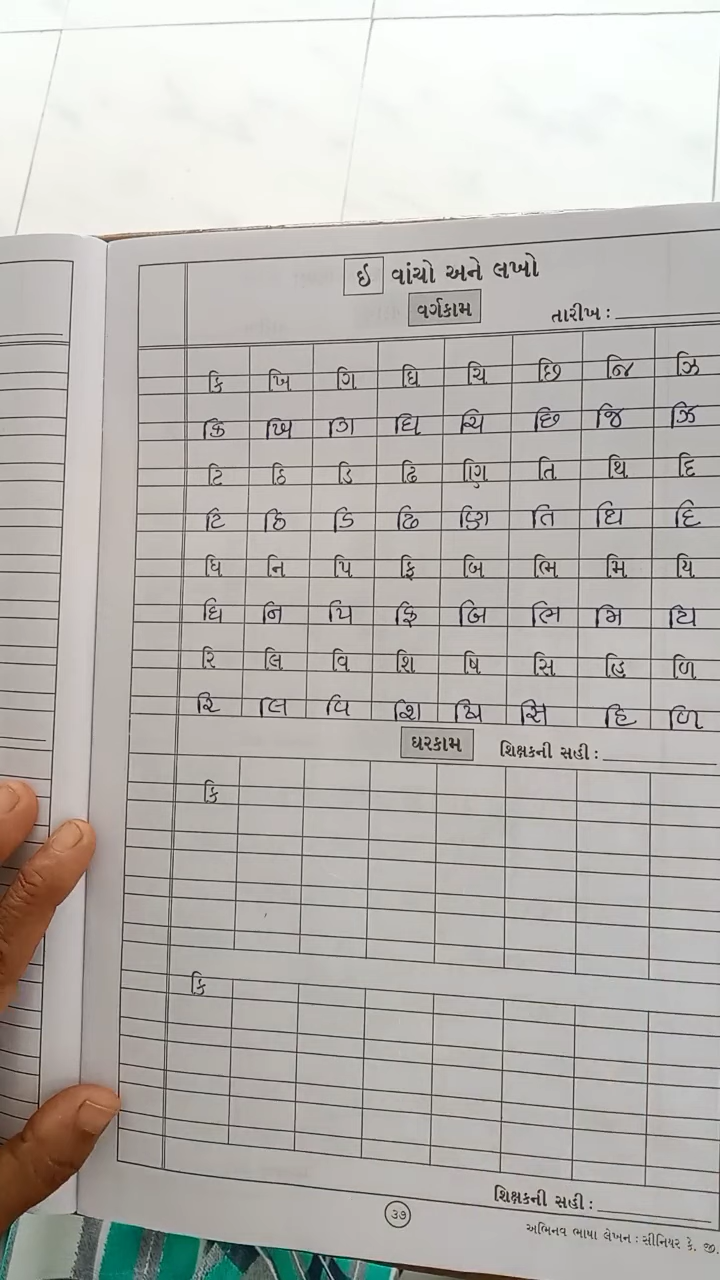 ઇ વાંચો અને લખો
વર્ગકામ તારીખ :
કિ ખિ ગિ ઘિ ચિ છિ જિ ઝિ
કિ ખિ ગિ ઘિ ચિ છિ જિ ઝિ
ટિ ઠિ ડિ ઢિ ણિ તિ થિ દિ
ટિ ઠિ ડિ ઢિ ણિ તિ થિ દિ
ધિ નિ પિ ફિ બિ ભિ મિ યિ
ધિ નિ પિ ફિ બિ ભિ મિ યિ
રિ લિ વિ શિ ષિ સિ હિ ળિ
રિ લિ વિ શિ ષિ સિ હિ ળિ
ઘરકામ શિક્ષકની સહી :
કિ
કિ
શિક્ષકની સહી :
૩૭
અભિનવ ભાષા લેખન : સીનિયર કે. જી.